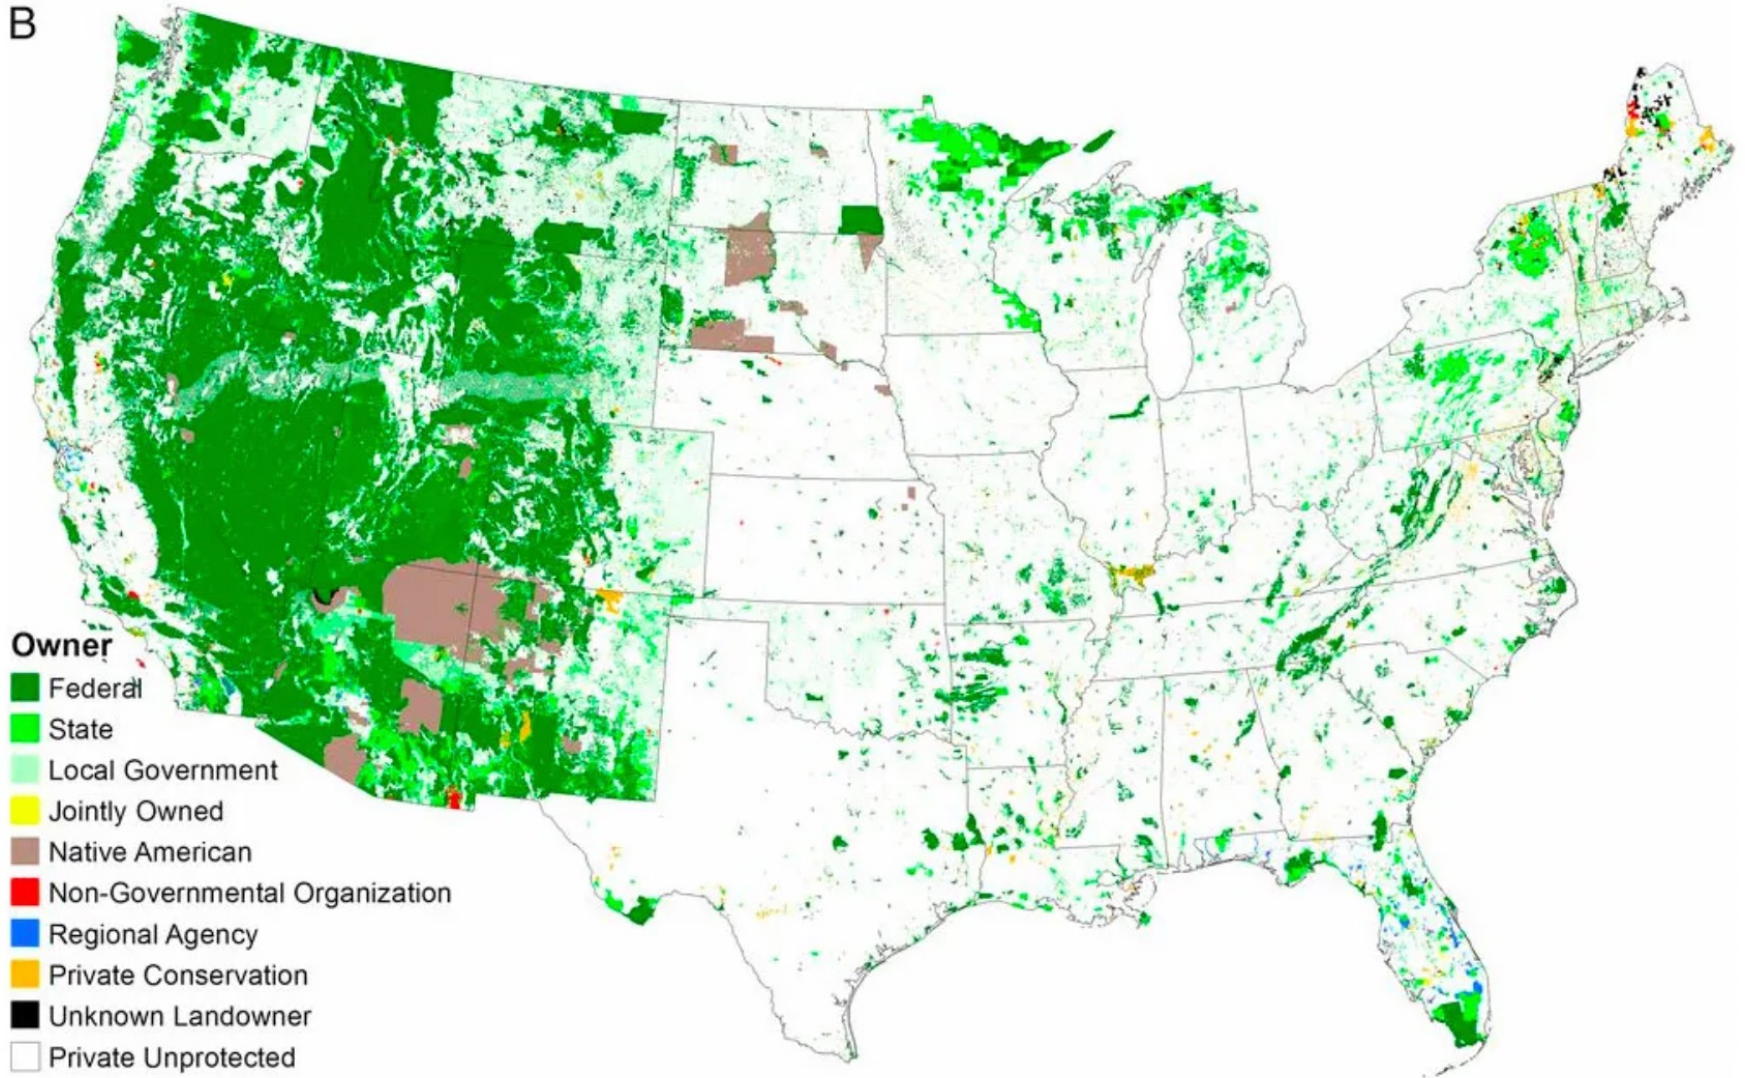 B
Owner
Federal
State
Local Government
Jointly Owned
Native American
Non-Governmental Organization
Regional Agency
Private Conservation
Unknown Landowner
Private Unprotected